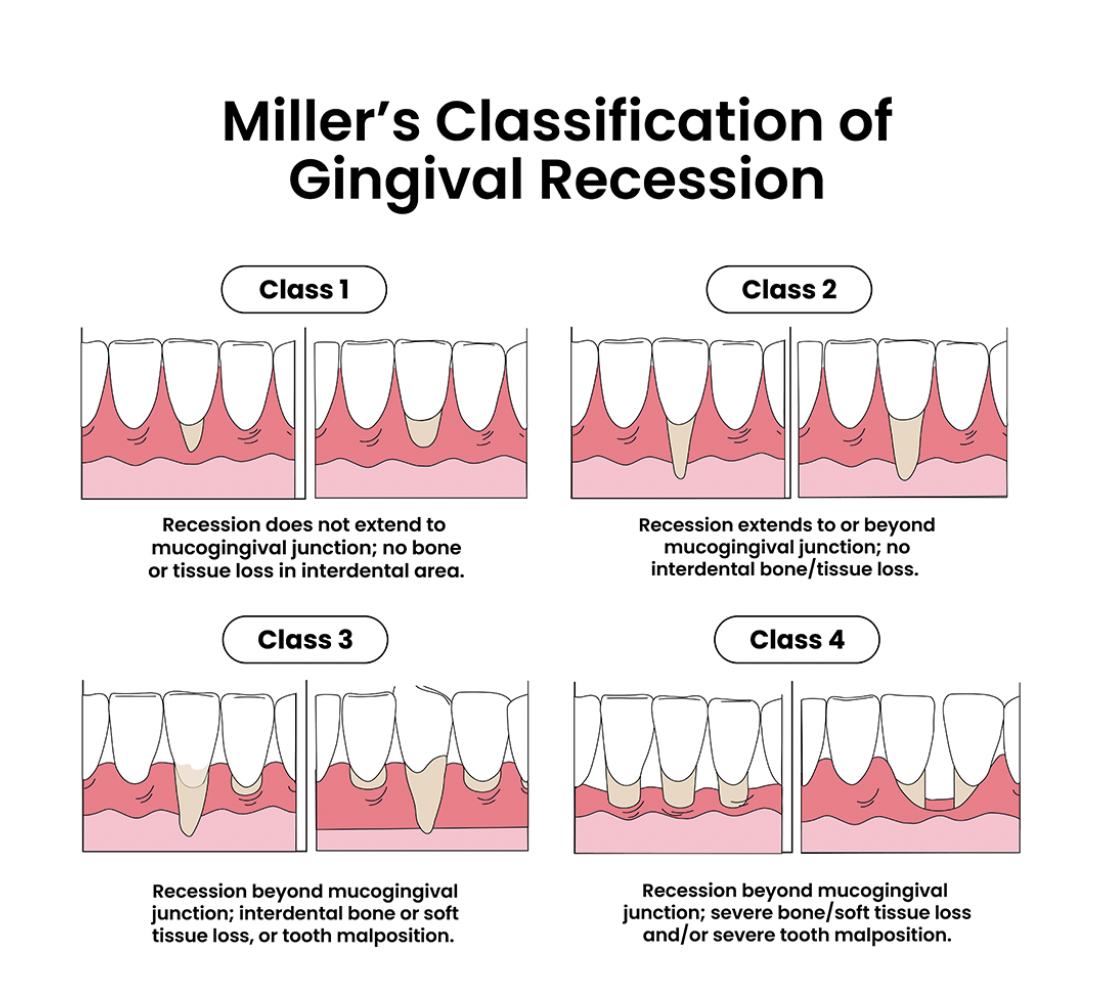 Miller’s Classification of
Gingival Recession
Class 1
Recession does not extend to
mucogingival junction; no bone
or tissue loss in interdental area.
Class 2
Recession extends to or beyond
mucogingival junction; no
interdental bone/tissue loss.
Class 3
Recession beyond mucogingival
junction; interdental bone or soft
tissue loss, or tooth malposition.
Class 4
Recession beyond mucogingival
junction; severe bone/soft tissue loss
and/or severe tooth malposition.